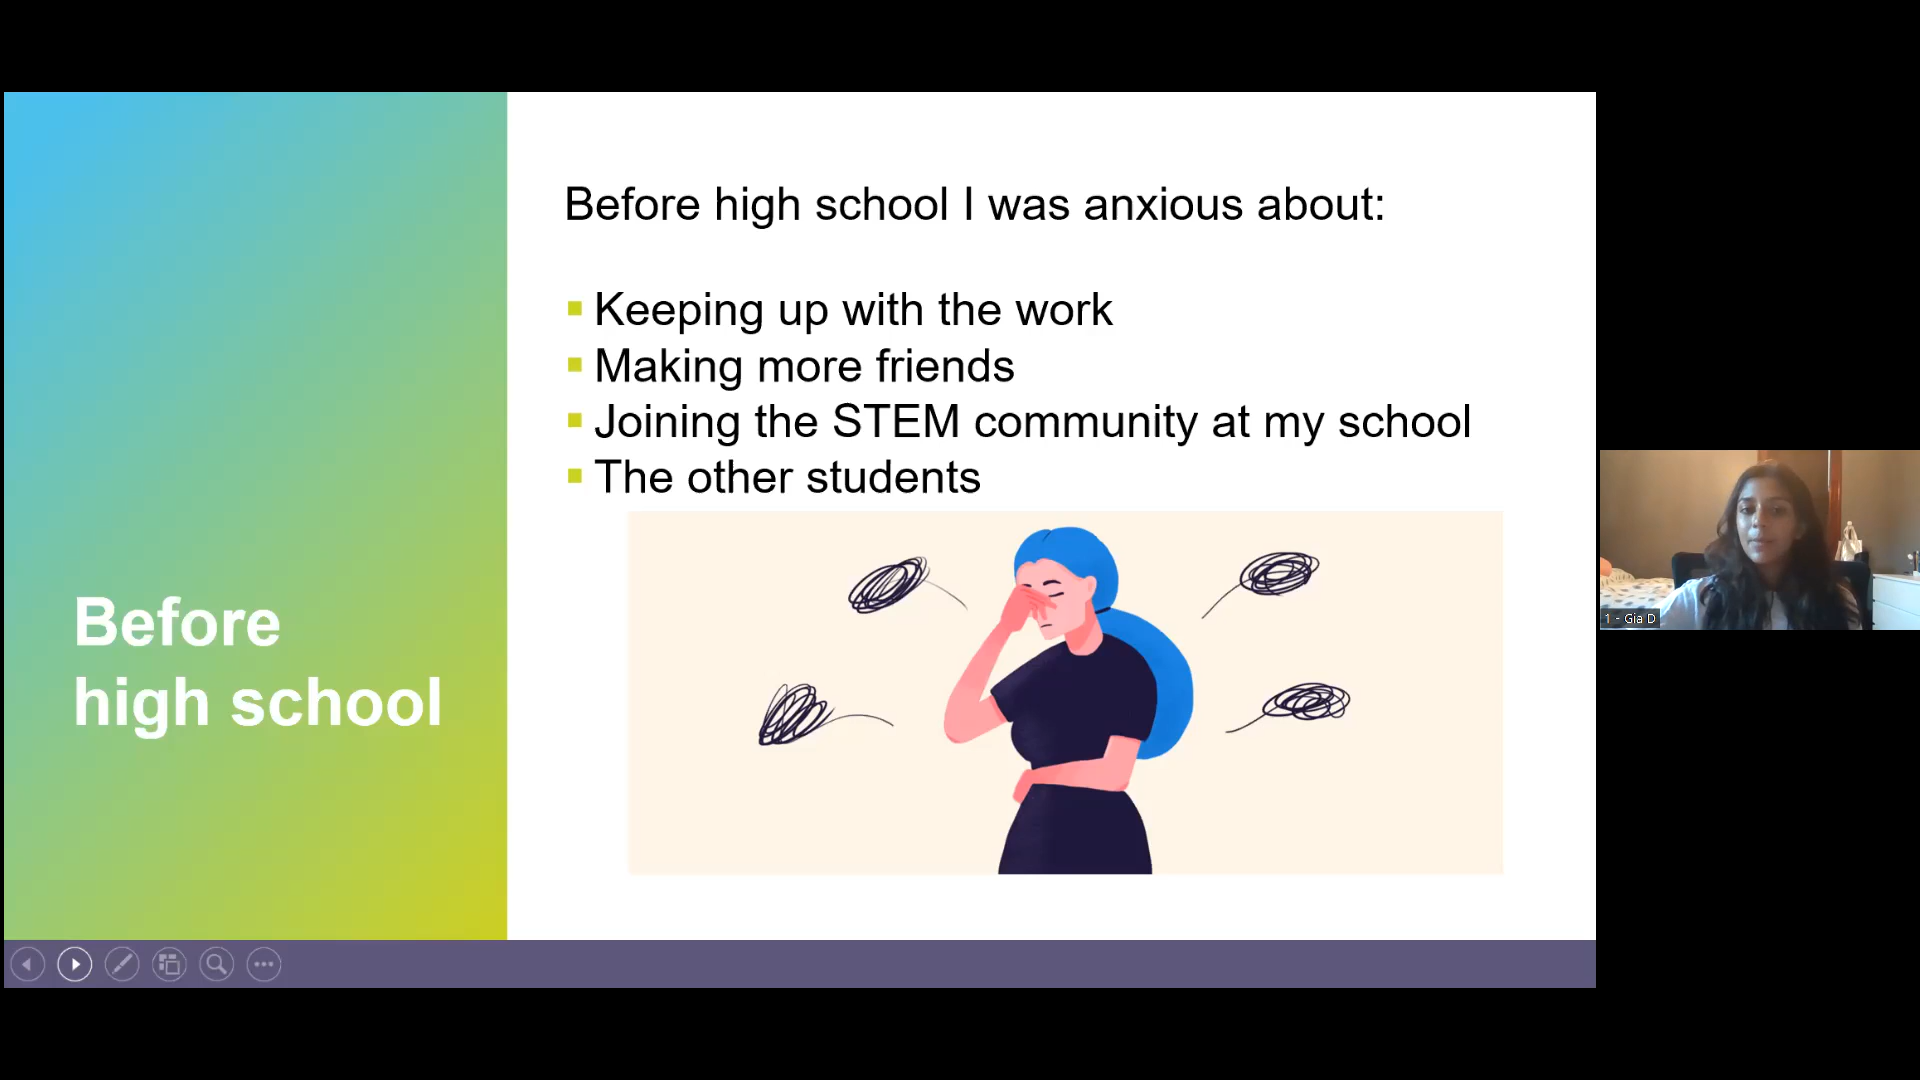 Before high school I was anxious about:
Keeping up with the work
Making more friends
Joining the STEM community at my school
The other students
Before
high school
1 - Gia D